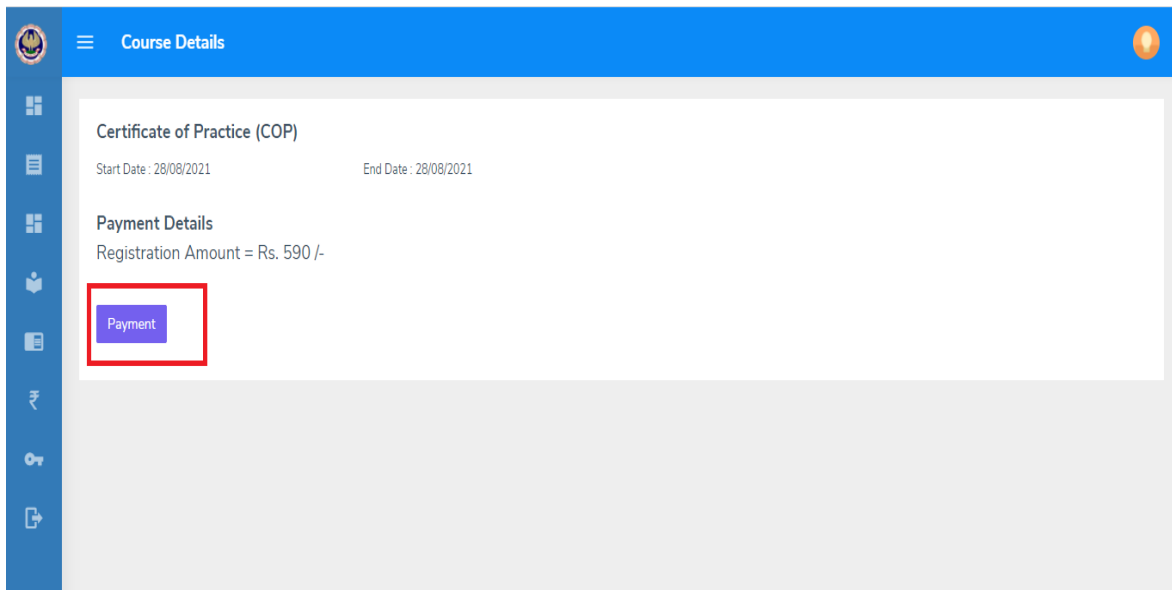 Course Details
Certificate of Practice (COP)
Start Date : 28/08/2021 End Date : 28/08/2021
Payment Details
Registration Amount = Rs. 590 /-
Payment
₹